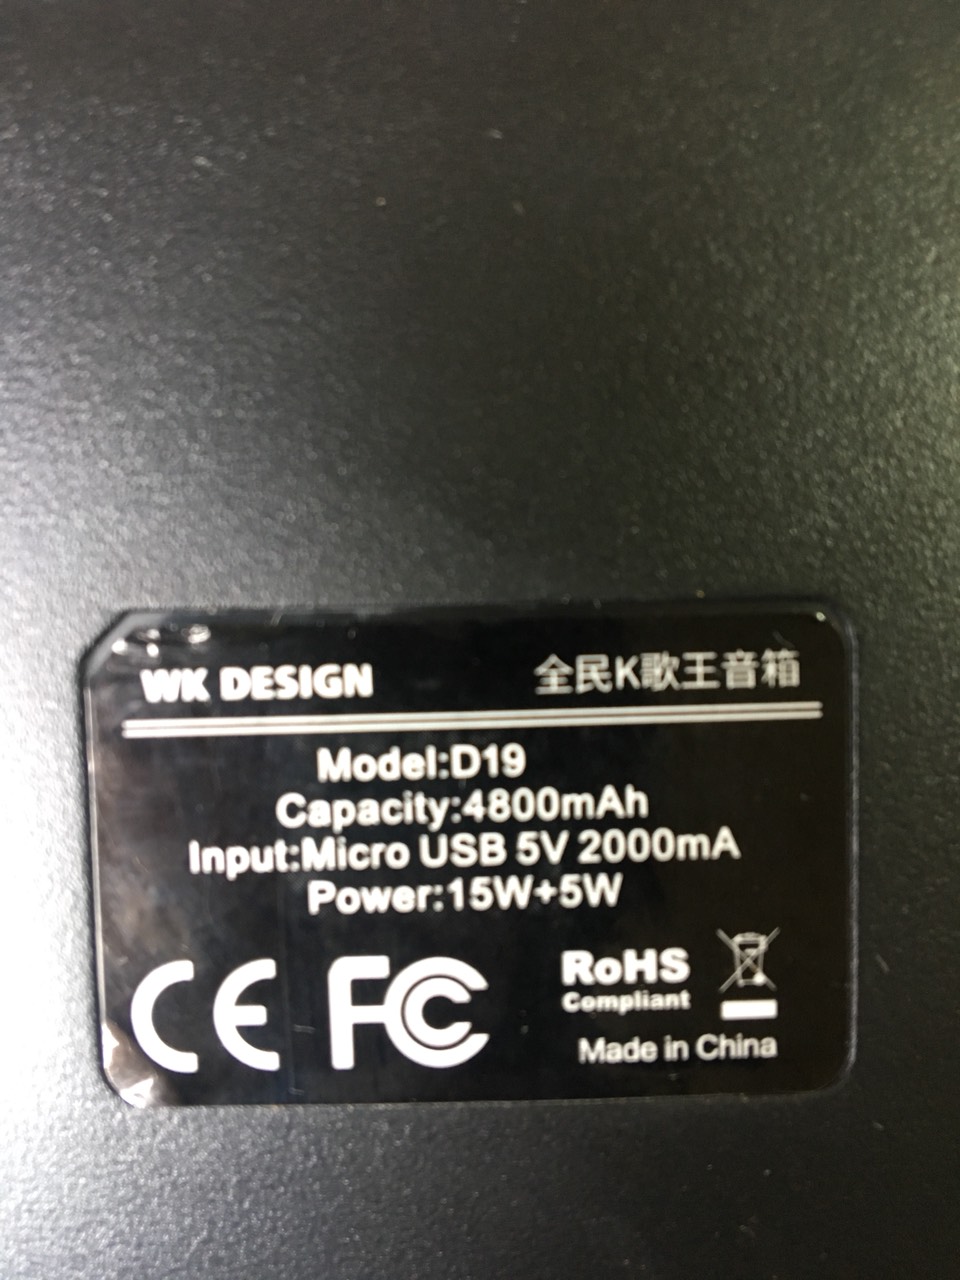 WK DESIGN 全民K歌王音箱
Model:D19
Capacity:4800mAh
Input:Micro USB 5V 2000mA
Power:15W+5W
CE FC RoHS
Compliant
Made in China